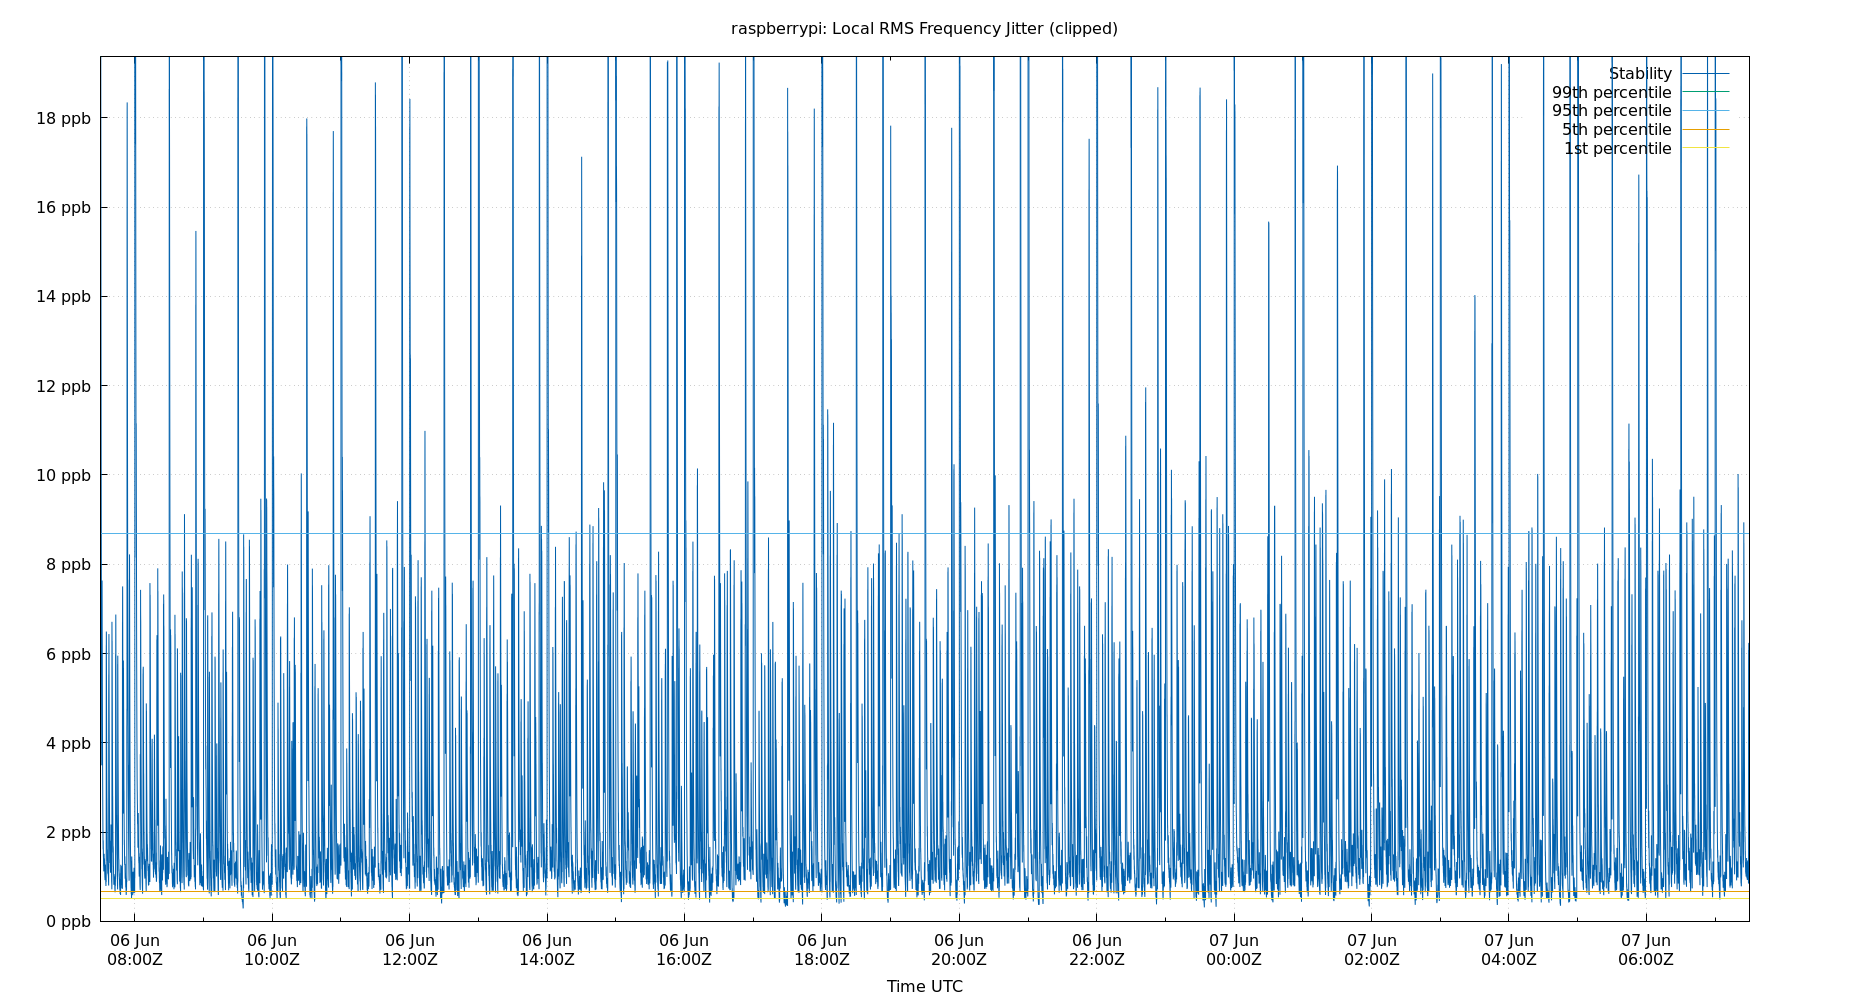 raspberrypi: Local RMS Frequency Jitter (clipped)
Stability
99th percentile
95th percentile
5th percentile
1st percentile
18 ppb
16 ppb
14 ppb
12 ppb
10 ppb
8 ppb
6 ppb
4 ppb
2 ppb
0 ppb
06 Jun 06 Jun 06 Jun 06 Jun 06 Jun 06 Jun 06 Jun 06 Jun 07 Jun 07 Jun 07 Jun 07 Jun
08:00Z 10:00Z 12:00Z 14:00Z 16:00Z 18:00Z 20:00Z 22:00Z 00:00Z 02:00Z 04:00Z 06:00Z
Time UTC